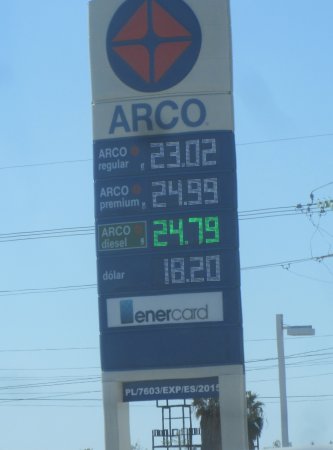 ARCO
ARCO regular 23.02
ARCO premium 24.99
ARCO diesel 24.79
dólar 18.20
enercard
PL/7603/EXP/ES/2015